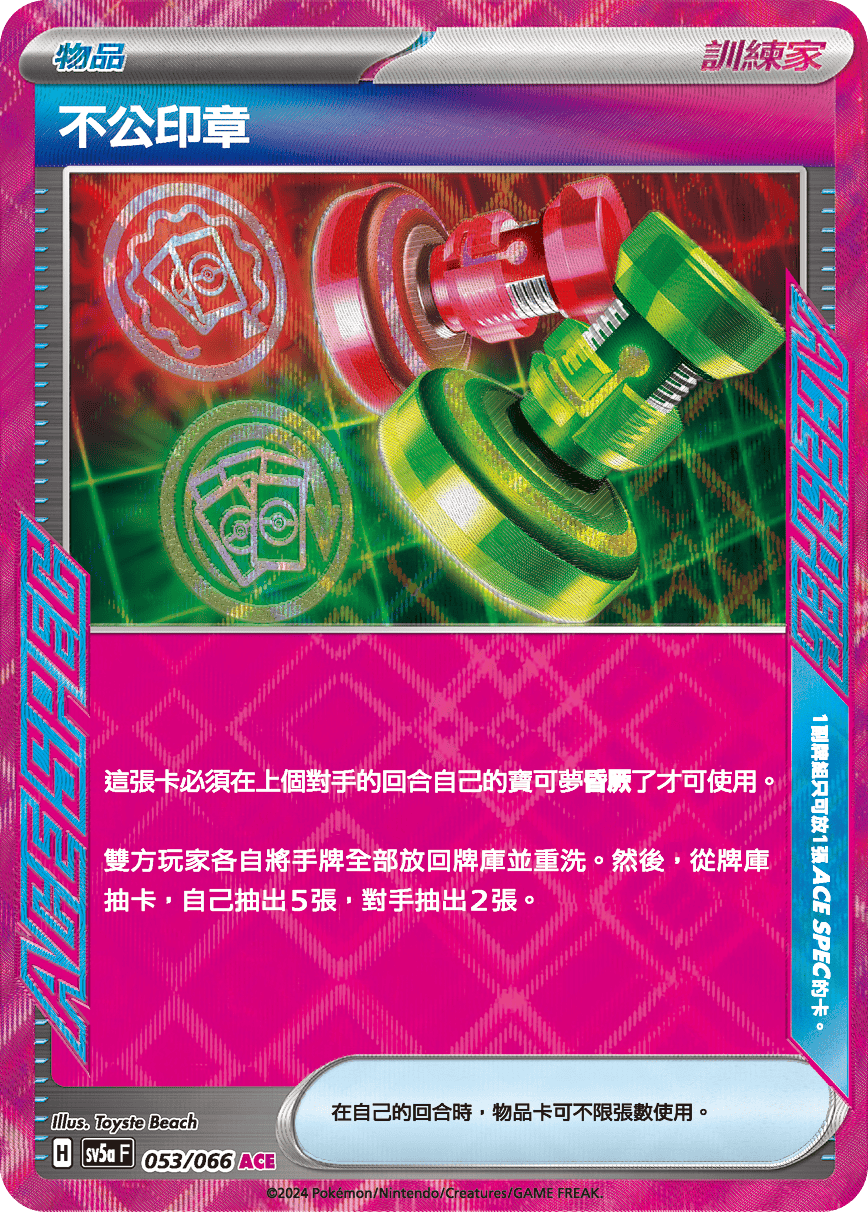 物品
訓練家
不公印章
ACE SPEC
ACE SPEC
這張卡必須在上個對手的回合自己的寶可夢昏厥了才可使用。
雙方玩家各自將手牌全部放回牌庫並重洗。然後，從牌庫
抽卡，自己抽出5張，對手抽出2張。
1副牌組只可放1張ACE SPEC的卡。
在自己的回合時，物品卡可不限張數使用。
Illus. Toyste Beach
H sv5a F 053/066 ACE
©2024 Pokémon/Nintendo/Creatures/GAME FREAK.